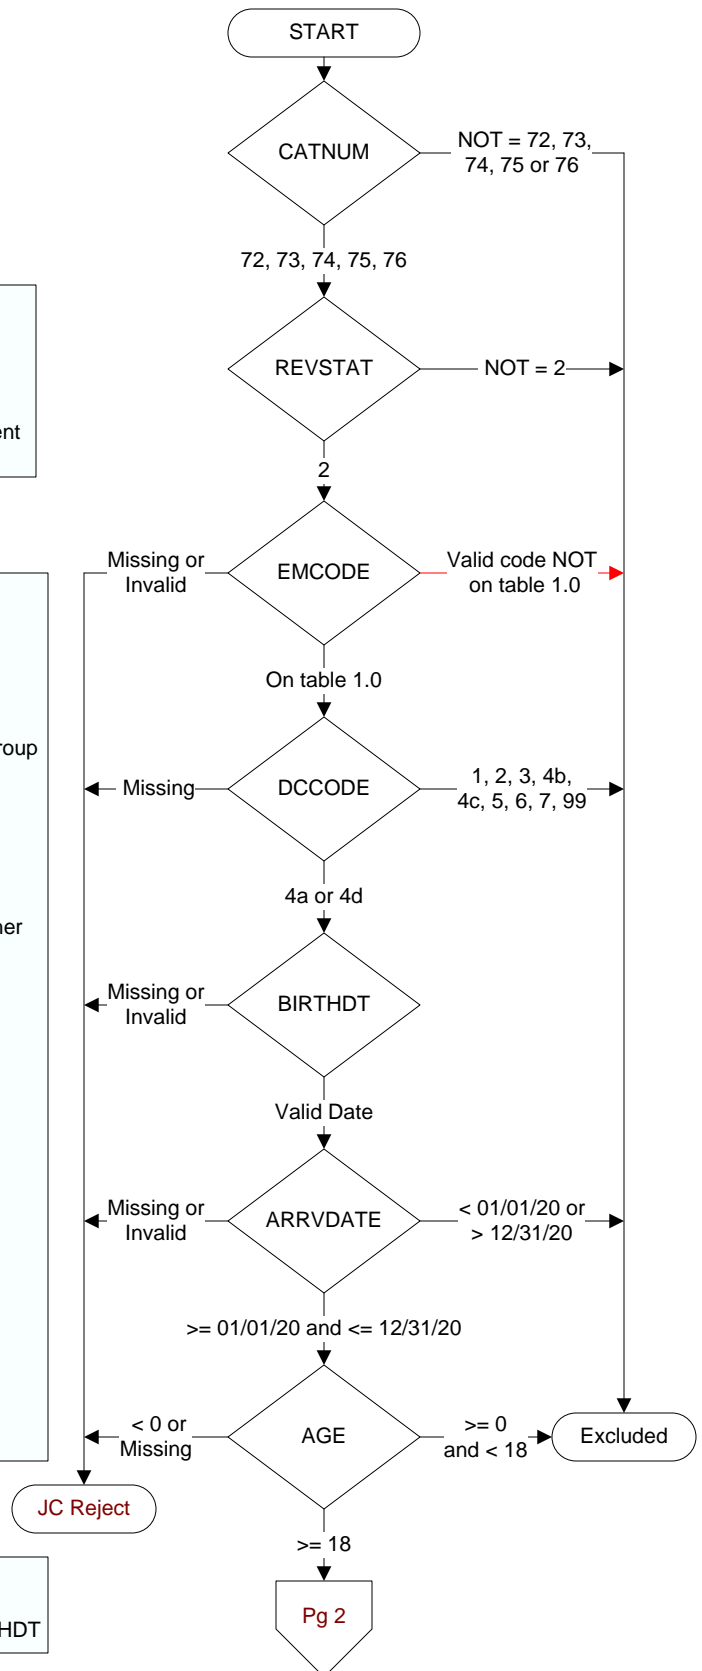 START
CATNUM
NOT = 72, 73,
74, 75 or 76
72, 73, 74, 75, 76
REVSTAT
NOT = 2
ent
2
Missing or
Invalid
EMCODE
Valid code NOT
on table 1.0
On table 1.0
roup
Missing
DCCODE
1, 2, 3, 4b,
4c, 5, 6, 7, 99
4a or 4d
ner
Missing or
Invalid
BIRTHDT
Valid Date
Missing or
Invalid
ARRVDATE
< 01/01/20 or
> 12/31/20
>= 01/01/20 and <= 12/31/20
< 0 or
Missing
AGE
>= 0
and < 18
Excluded
JC Reject
>= 18
Pg 2
HDT